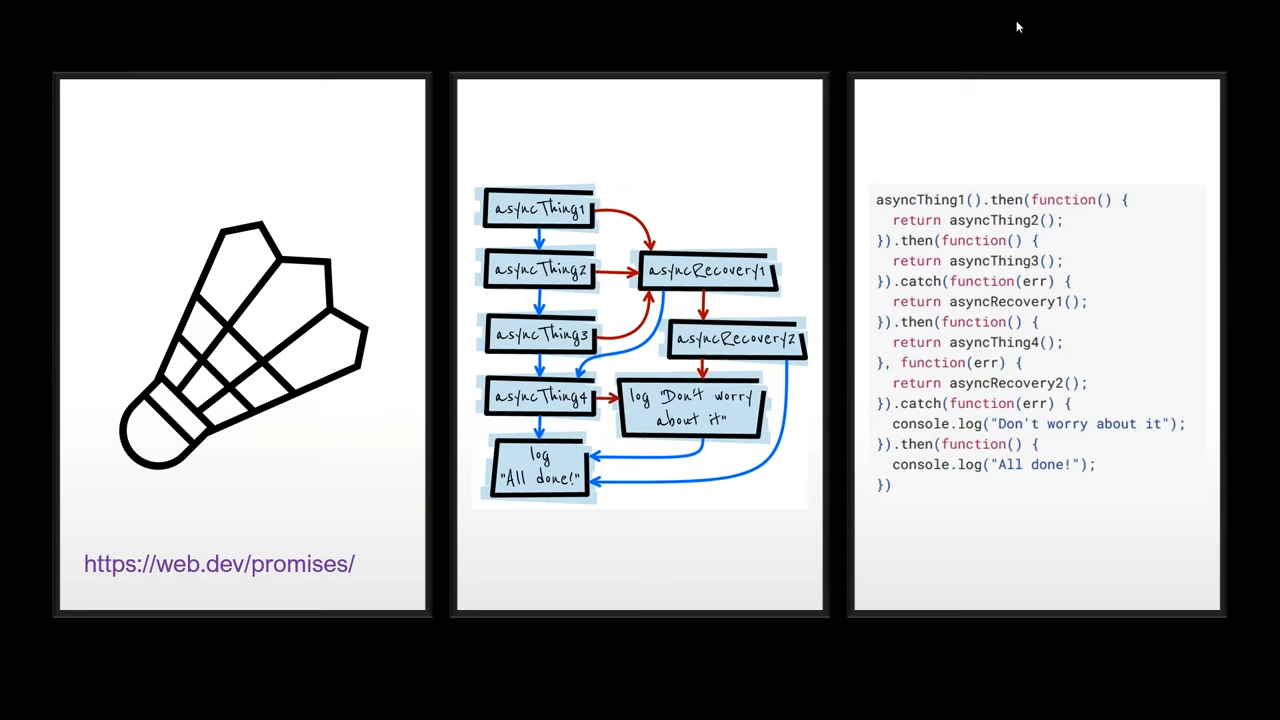 https://web.dev/promises/
asyncThing1
asyncThing2
asyncRecovery1
asyncThing3
asyncRecovery2
asyncThing4
log "Don't worry
about it"
log
"All done!"
asyncThing1().then(function() {
  return asyncThing2();
}).then(function() {
  return asyncThing3();
}).catch(function(err) {
  return asyncRecovery1();
}).then(function() {
  return asyncThing4();
}, function(err) {
  return asyncRecovery2();
}).catch(function(err) {
  console.log("Don't worry about it");
}).then(function() {
  console.log("All done!");
})